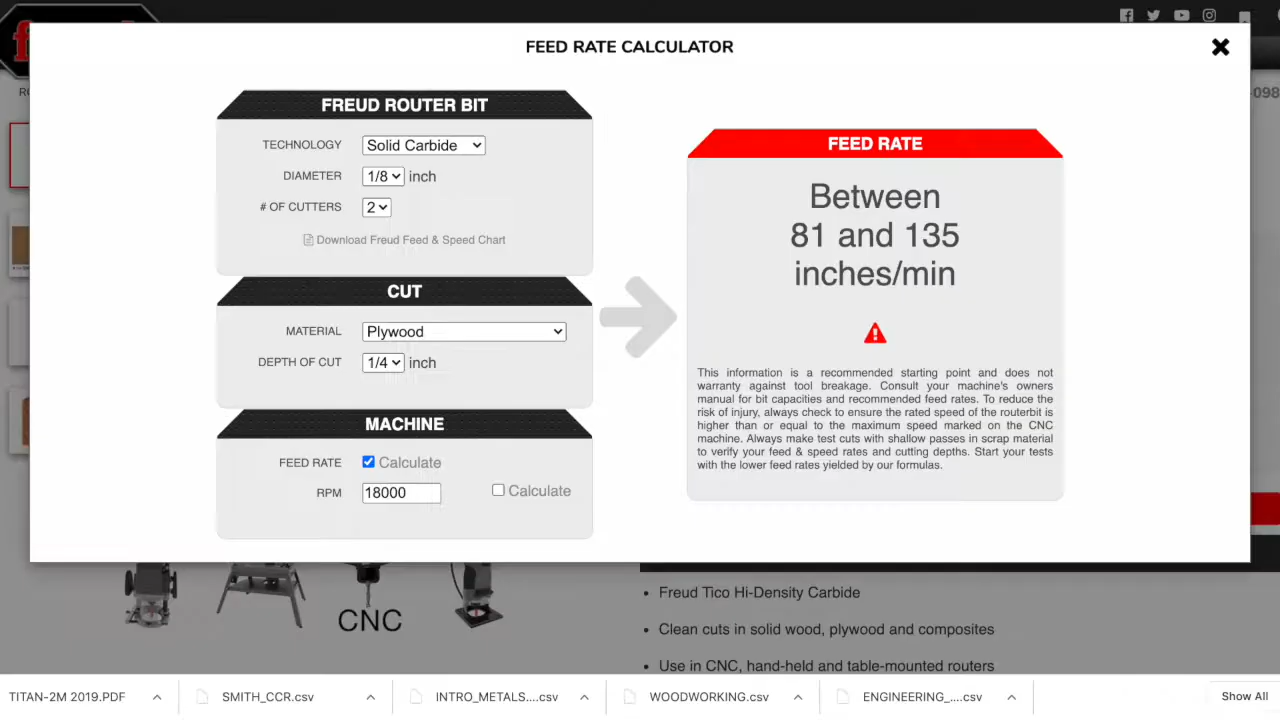 FEED RATE CALCULATOR
FREUD ROUTER BIT
TECHNOLOGY Solid Carbide
DIAMETER 1/8 inch
# OF CUTTERS 2
Download Freud Feed & Speed Chart
CUT
MATERIAL Plywood
DEPTH OF CUT 1/4 inch
MACHINE
FEED RATE Calculate
RPM 18000 Calculate
FEED RATE
Between
81 and 135
inches/min
This information is a recommended starting point and does not
warranty against tool breakage. Consult your machine's owners
manual for bit capacities and recommended feed rates. To reduce the
risk of injury, always check to ensure the rated speed of the routerbit is
higher than or equal to the maximum speed marked on the CNC
machine. Always make test cuts with shallow passes in scrap material
to verify your feed & speed rates and cutting depths. Start your tests
with the lower feed rates yielded by our formulas.
-098
CNC
• Freud Tico Hi-Density Carbide
• Clean cuts in solid wood, plywood and composites
• Use in CNC, hand-held and table-mounted routers
TITAN-2M 2019.PDF SMITH_CCR.csv INTRO_METALS....csv WOODWORKING.csv ENGINEERING_....csv Show All